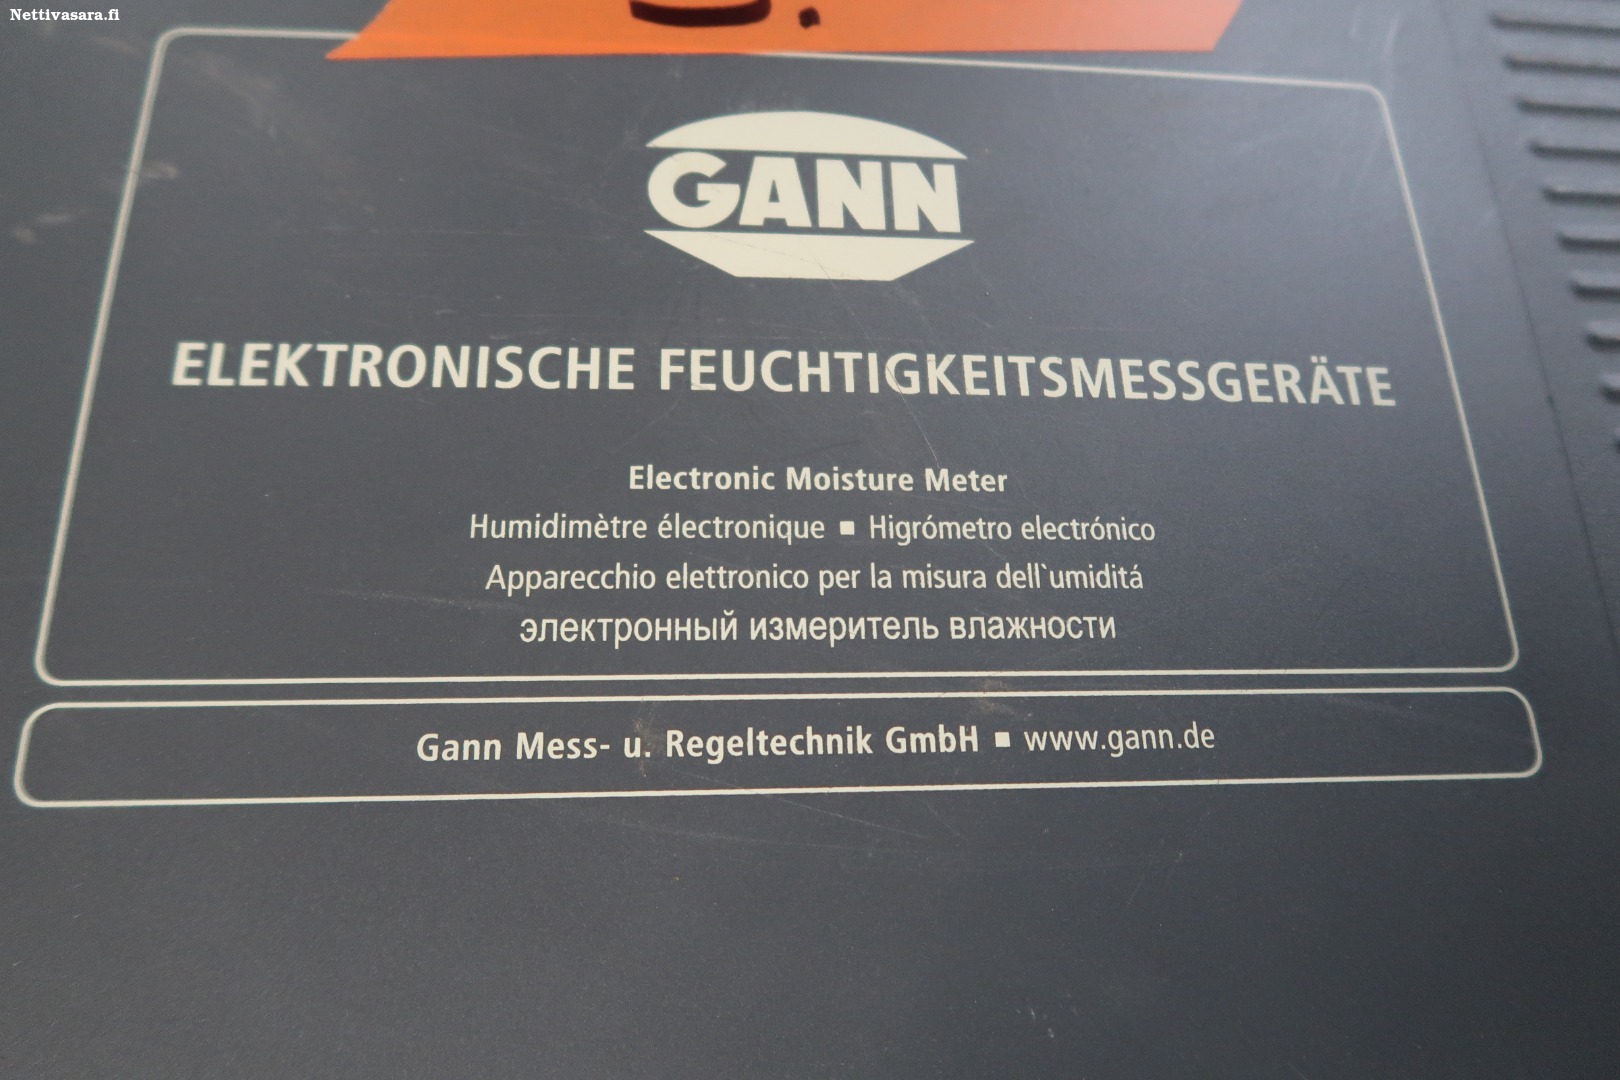 Nettivasara.fi
GANN
ELEKTRONISCHE FEUCHTIGKEITSMESSGERÄTE
Electronic Moisture Meter
Humidimètre électronique ▪ Higrómetro electrónico
Apparecchio elettronico per la misura dell`umiditá
электронный измеритель влажности
Gann Mess- u. Regeltechnik GmbH ▪ www.gann.de